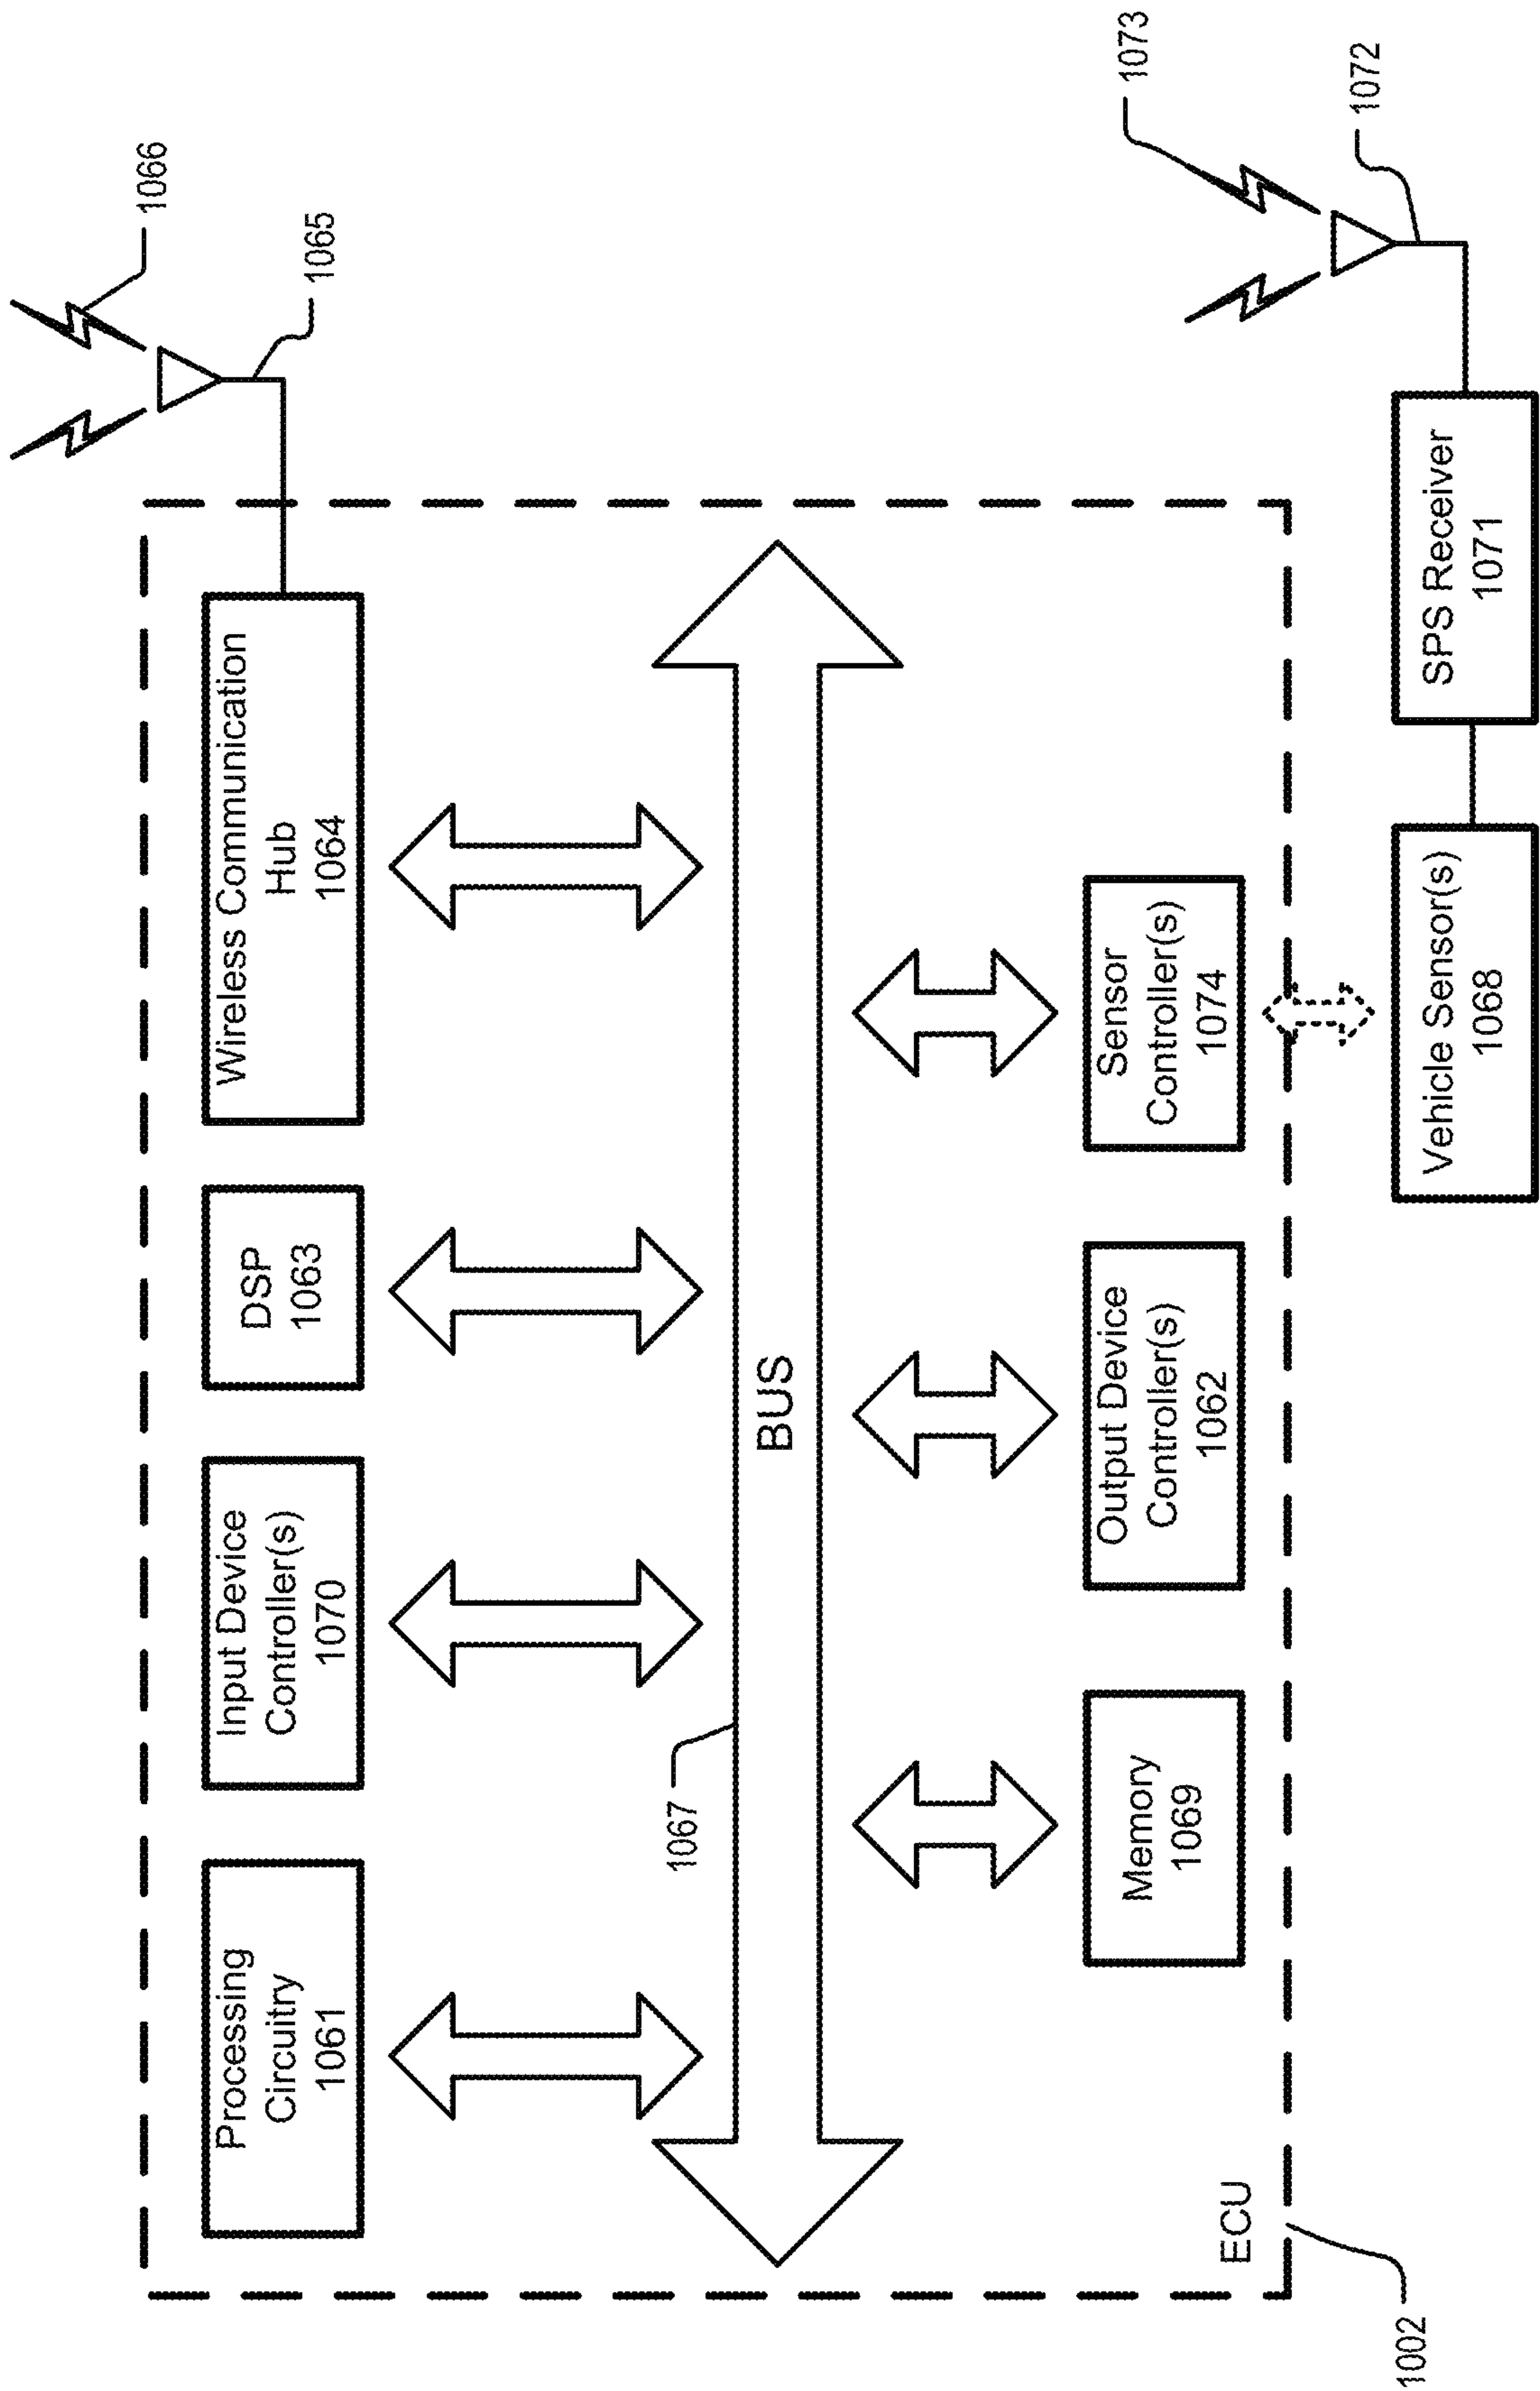 1066
1065
Processing
Circuitry
1061
Input Device
Controller(s)
1070
DSP
1063
Wireless Communication
Hub
1064
1067
BUS
1073
1072
Memory
1069
Output Device
Controller(s)
1062
Sensor
Controller(s)
1074
ECU
1002
Vehicle Sensor(s)
1068
SPS Receiver
1071